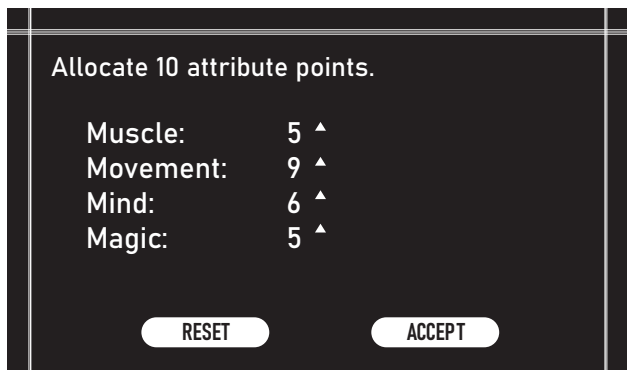 Allocate 10 attribute points.
Muscle: 5
Movement: 9
Mind: 6
Magic: 5
RESET ACCEPT